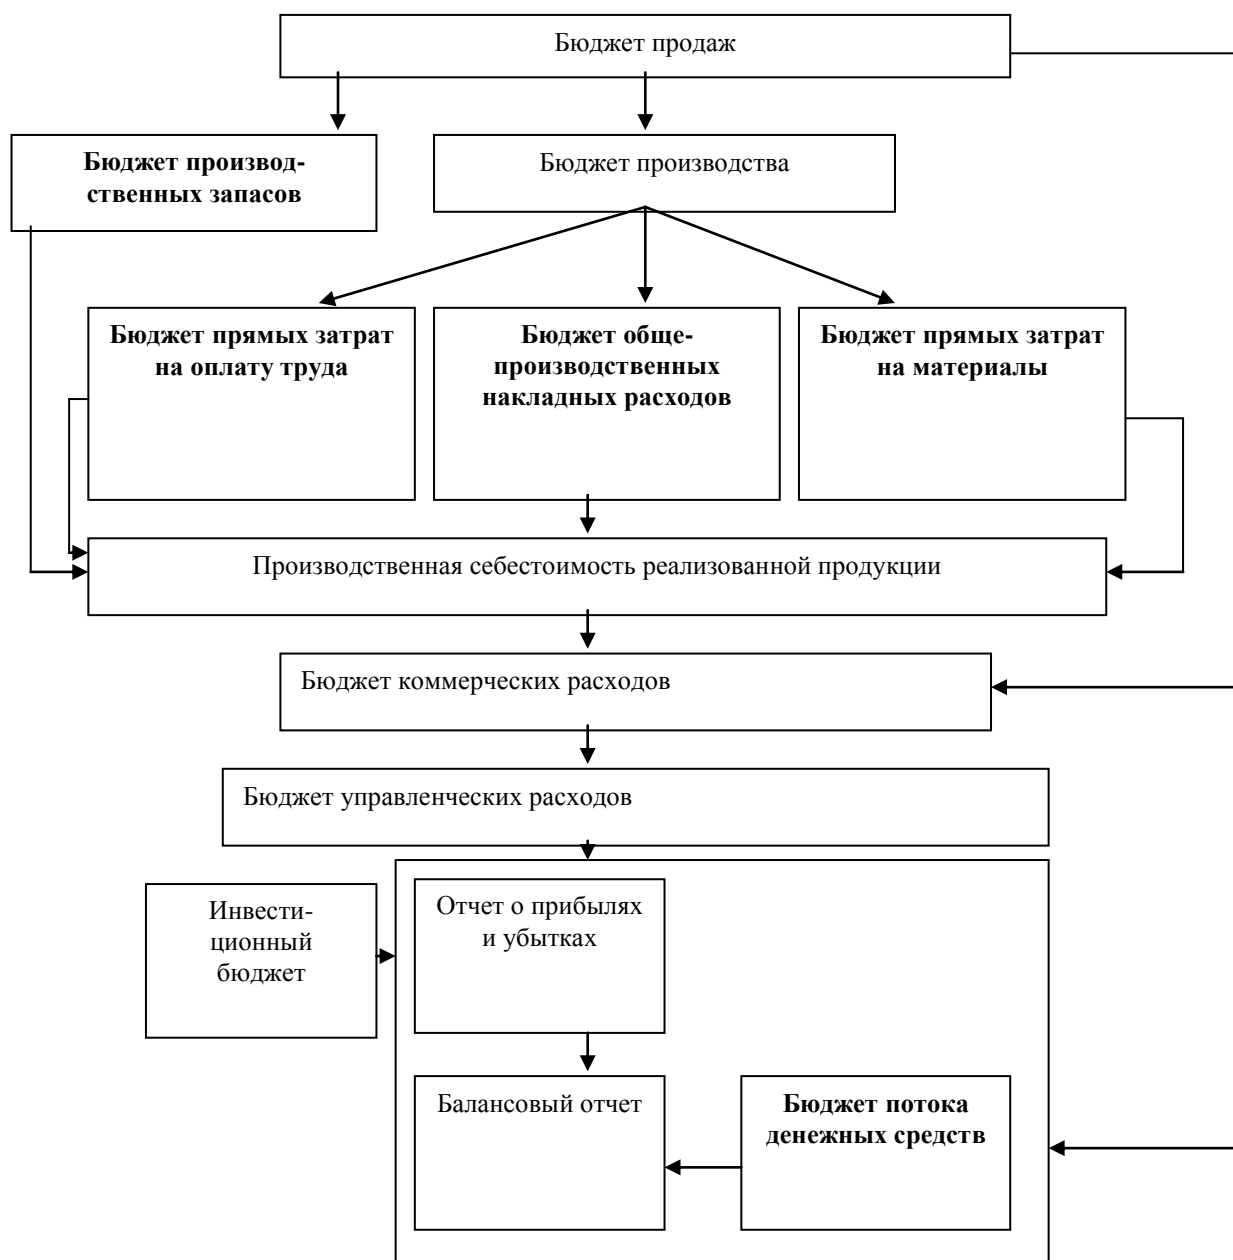 Бюджет продаж
Бюджет производ-
ственных запасов
Бюджет производства
Бюджет прямых затрат
на оплату труда
Бюджет обще-
производственных
накладных расходов
Бюджет прямых затрат
на материалы
Производственная себестоимость реализованной продукции
Бюджет коммерческих расходов
Бюджет управленческих расходов
Инвести-
ционный
бюджет
Отчет о прибылях
и убытках
Балансовый отчет
Бюджет потока
денежных средств